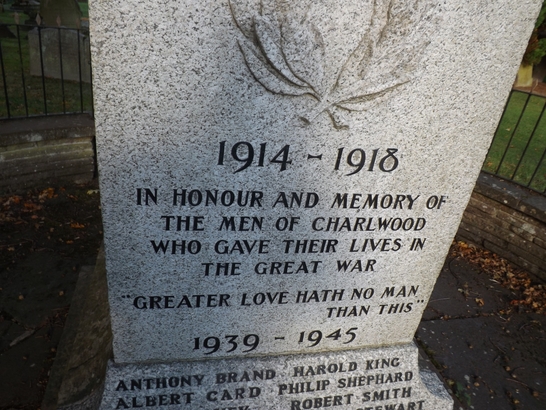 1914 - 1918
IN HONOUR AND MEMORY OF
THE MEN OF CHARLWOOD
WHO GAVE THEIR LIVES IN
THE GREAT WAR
"GREATER LOVE HATH NO MAN
THAN THIS"
1939 - 1945
ANTHONY BRAND HAROLD KING
ALBERT CARD PHILIP SHEPHARD
ROBERT SMITH